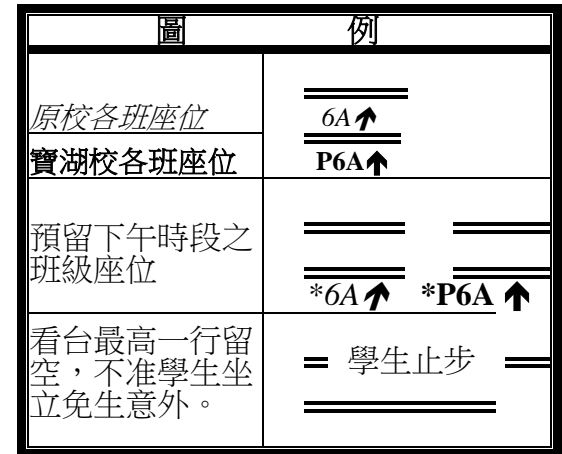 圖 例
原校各班座位
6A↑
寶湖校各班座位
P6A↑
預留下午時段之
班級座位
*6A↑ *P6A ↑
看台最高一行留
空，不准學生坐
立免生意外。
學生止步